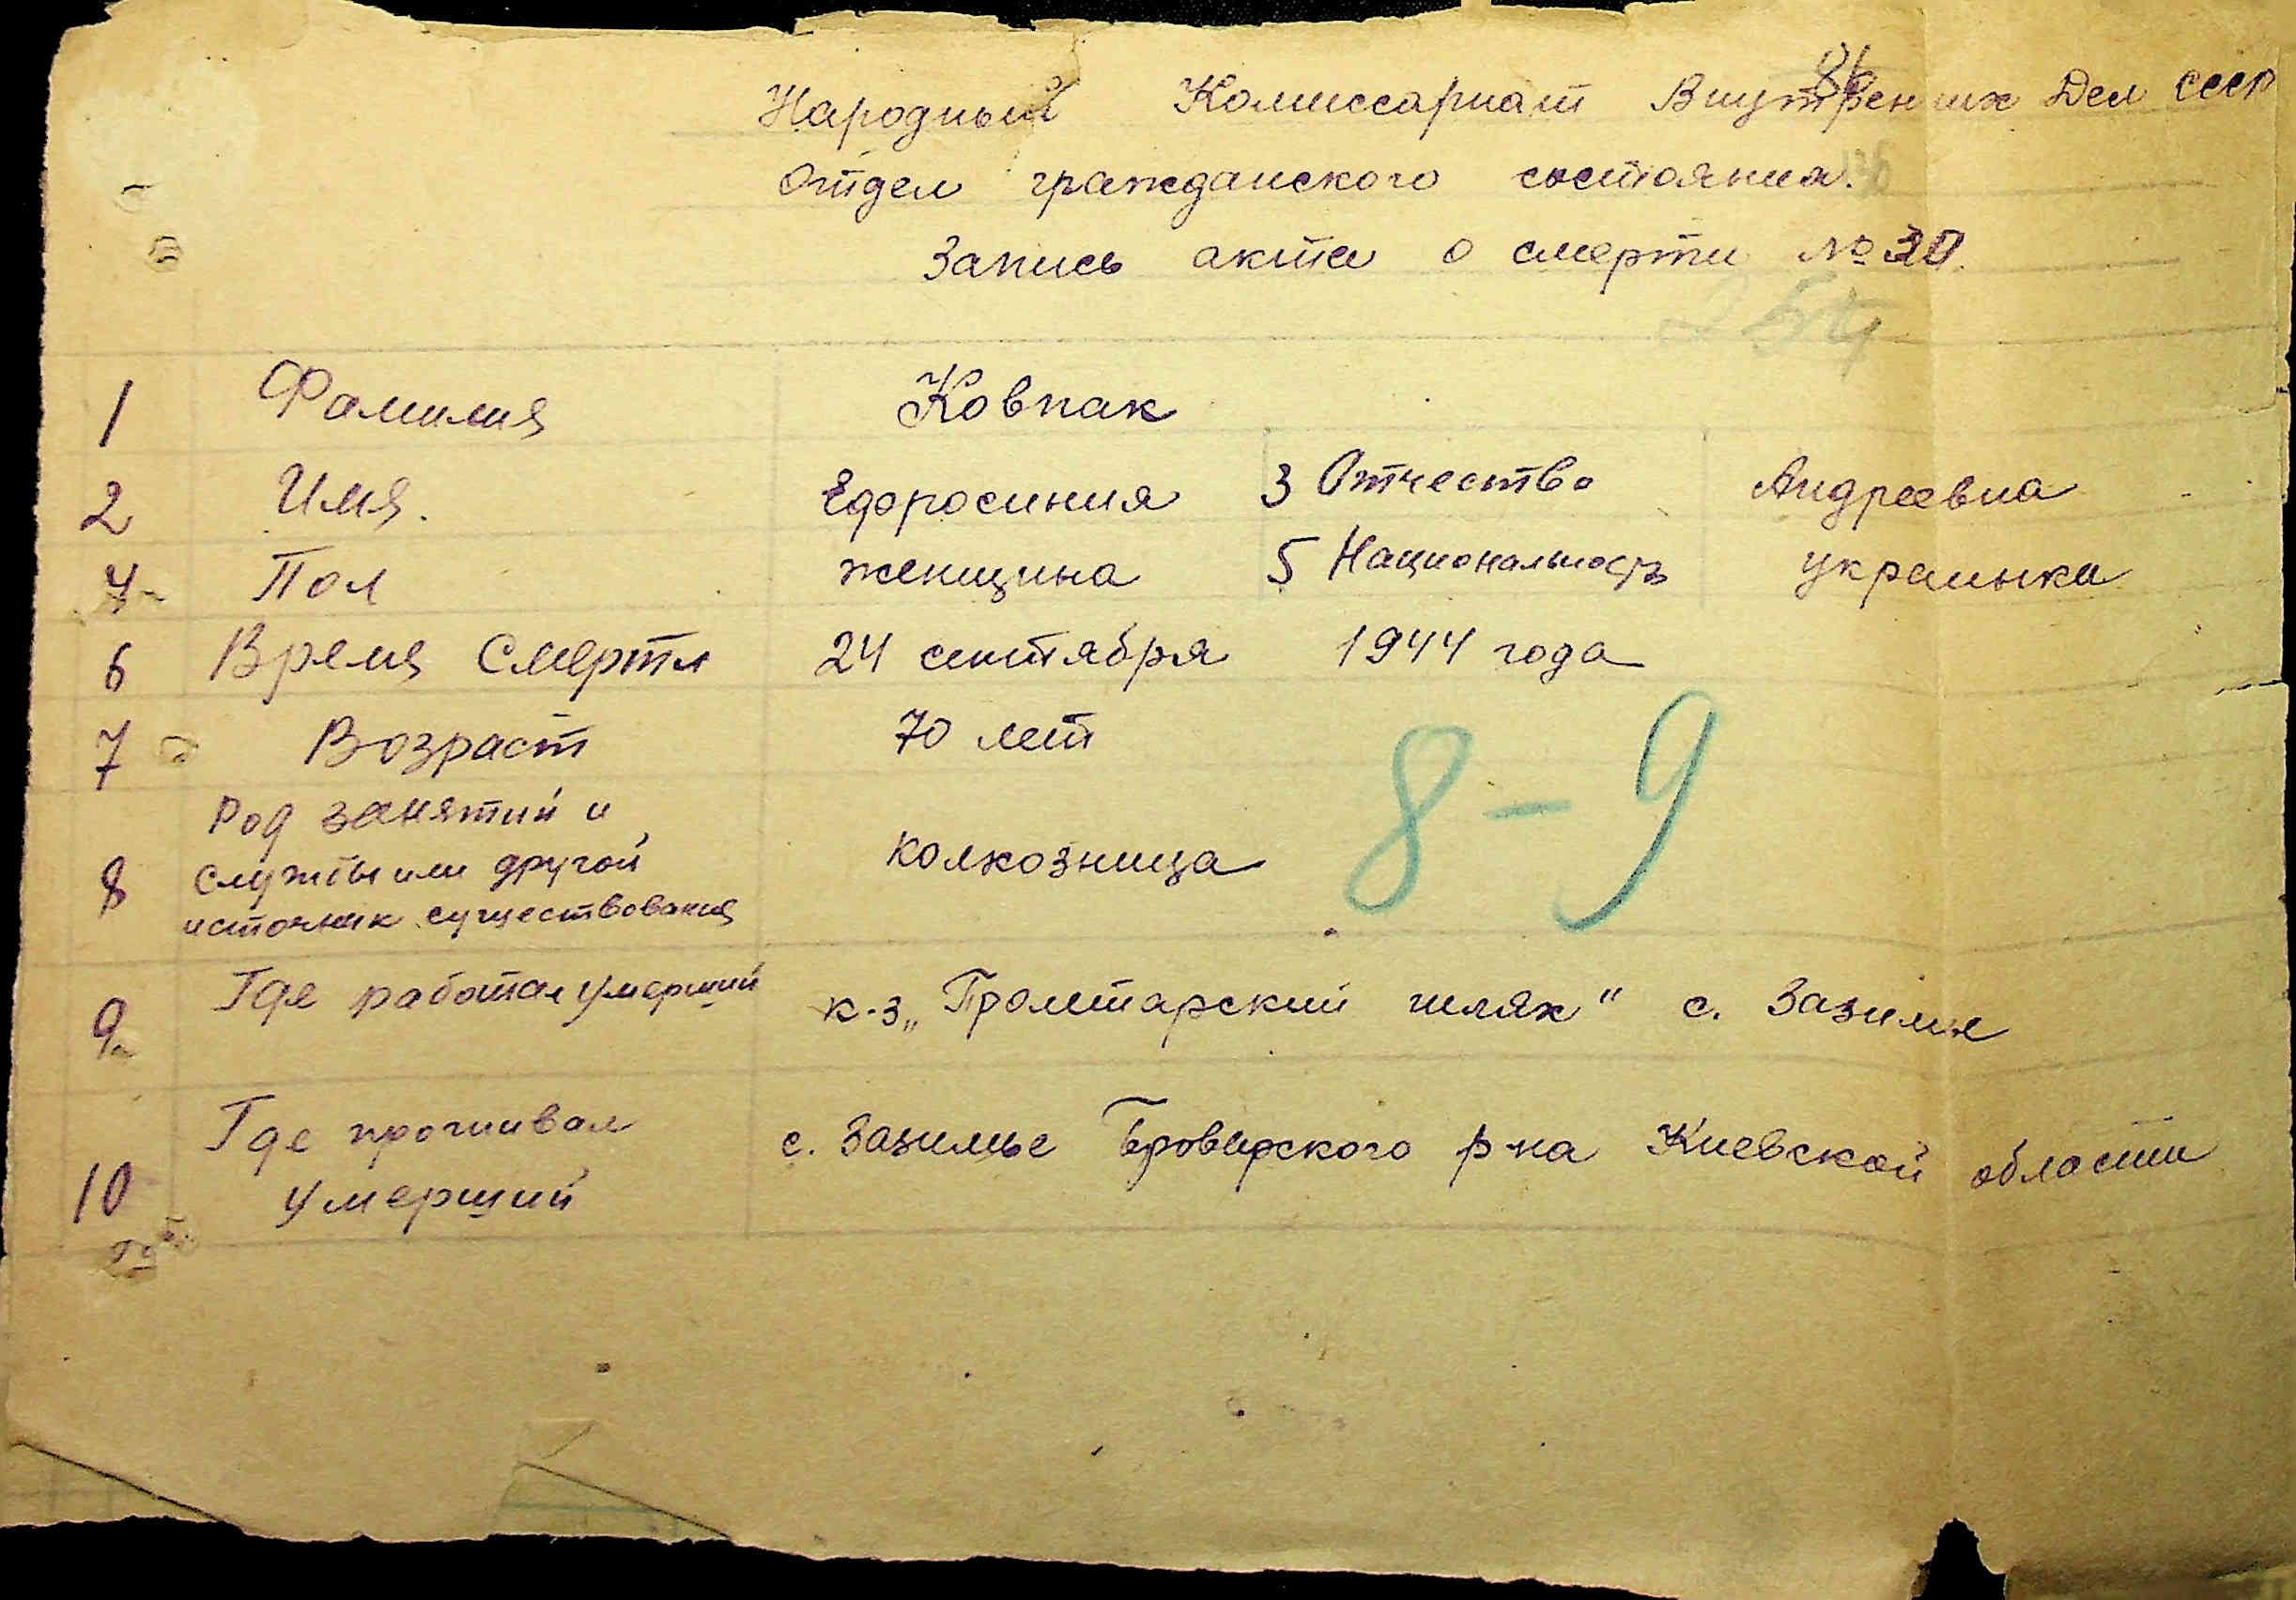 Народный Комиссариат Внутренних Дел СССР
Отдел гражданского состояния.
Запись акта о смерти № 30
1 Фамилия Ковпак
2 Имя. Ефросиния 3 Отчество Андреевна
4 Пол женщина 5 Национальность украинка
6 Время Смерти 24 сентября 1944 года
7 Возраст 70 лет
8 - 9
Род занятий и
8 службы или другой колхозница
источник существования
9 Где работал умерший к-з „Пролетарский шлях" с. Зазимье
Где проживал с. Зазимье Броварского р-на Киевской области
10 умерший